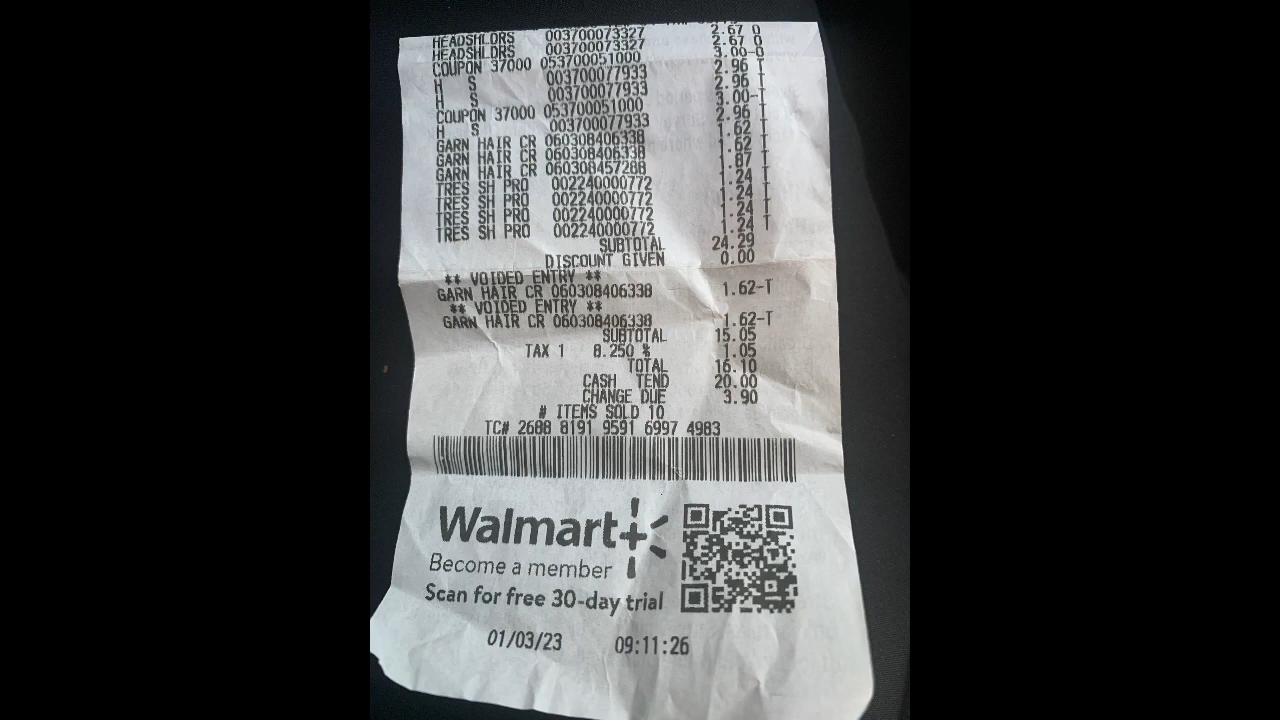 HEADSHLDRS 003700073327 2.67 O
HEADSHLDRS 003700073327 2.67 O
COUPON 37000 053700051000 3.00-O
H S 003700077933 2.96 T
H S 003700077933 2.96 T
COUPON 37000 053700051000 3.00-T
H S 003700077933 2.96 T
GARN HAIR CR 060308406338 1.62 T
GARN HAIR CR 060308406338 1.62 T
GARN HAIR CR 060308457288 1.87 T
TRES SH PRO 002240000772 1.24 T
TRES SH PRO 002240000772 1.24 T
TRES SH PRO 002240000772 1.24 T
TRES SH PRO 002240000772 1.24 T
SUBTOTAL 24.29
DISCOUNT GIVEN 0.00
** VOIDED ENTRY **
GARN HAIR CR 060308406338 1.62-T
** VOIDED ENTRY **
GARN HAIR CR 060308406338 1.62-T
SUBTOTAL 15.05
TAX 1 8.250 % 1.05
TOTAL 16.10
CASH TEND 20.00
CHANGE DUE 3.90
# ITEMS SOLD 10
TC# 2688 8191 9591 6997 4983
Walmart+
Become a member
Scan for free 30-day trial
01/03/23 09:11:26